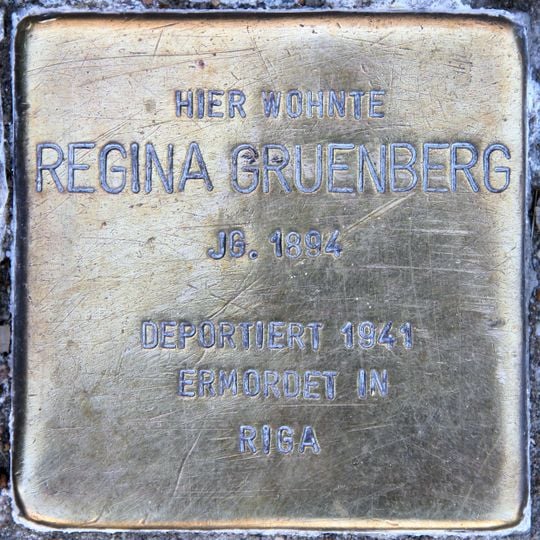 HIER WOHNTE
REGINA GRUENBERG
JG. 1894
DEPORTIERT 1941
ERMORDET IN
RIGA